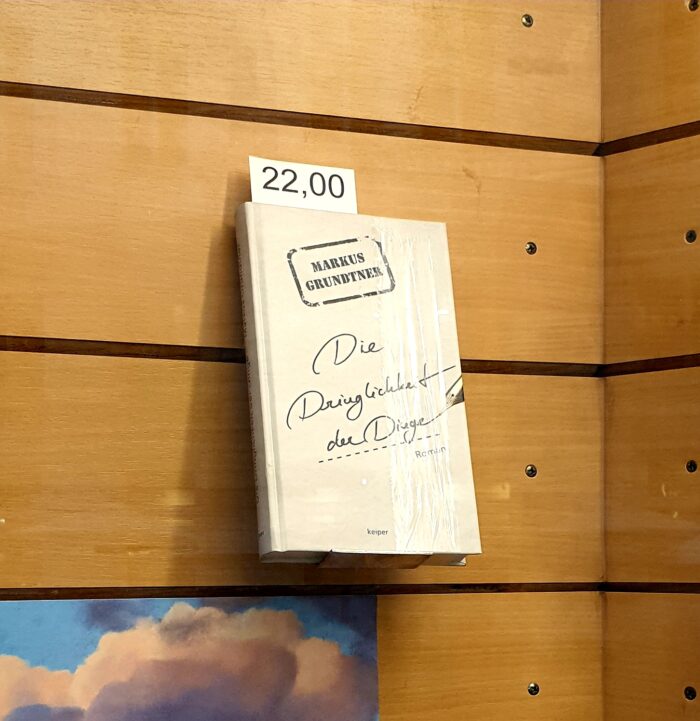 22,00
MARKUS
GRUNDTNER
Die
Dringlichkeit
der Dinge
Roman
keiper